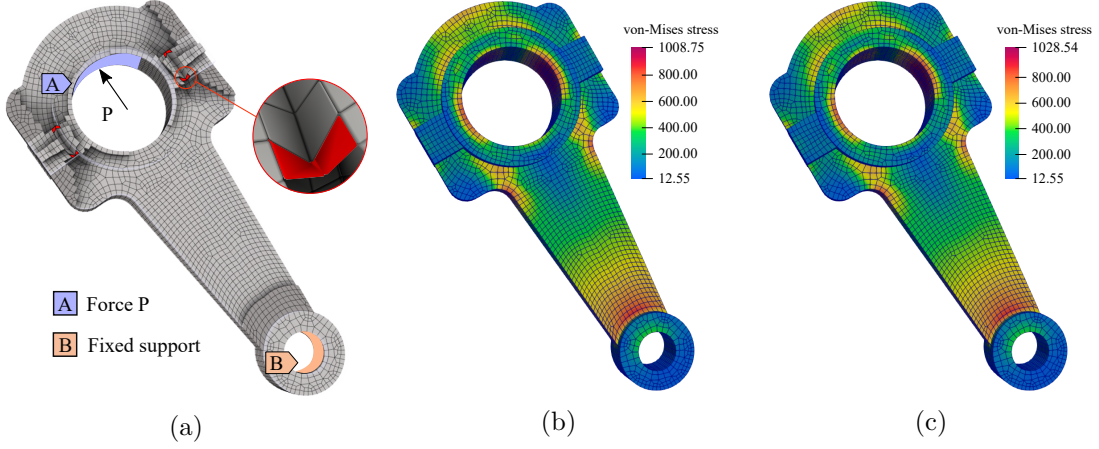 A
P
A Force P
B Fixed support
B
(a)
von-Mises stress
1008.75
800.00
600.00
400.00
200.00
12.55
(b)
von-Mises stress
1028.54
800.00
600.00
400.00
200.00
12.55
(c)